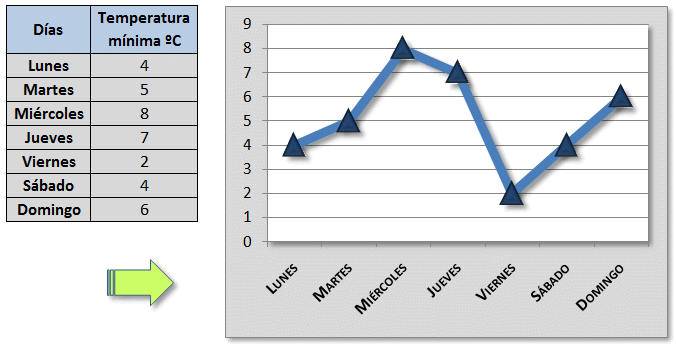 Días Temperatura mínima ºC
Lunes 4
Martes 5
Miércoles 8
Jueves 7
Viernes 2
Sábado 4
Domingo 6
9
8
7
6
5
4
3
2
1
0
LUNES
MARTES
MIÉRCOLES
JUEVES
VIERNES
SÁBADO
DOMINGO